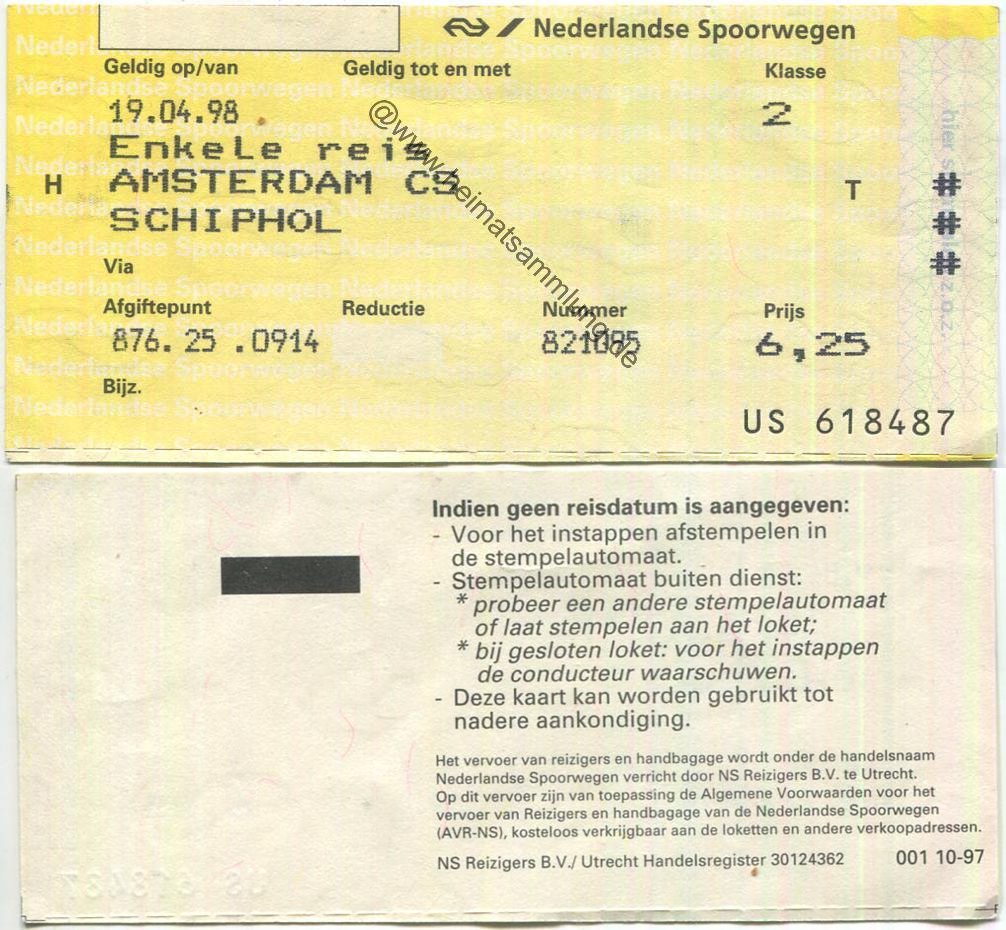 Nederlandse Spoorwegen
Geldig op/van Geldig tot en met Klasse
19.04.98 2
Enkele reis
H AMSTERDAM CS T #
SCHIPHOL #
Via #
Afgiftepunt Reductie Nummer Prijs
876. 25 .0914 821085 6,25
Bijz.
US 618487
@www.heimatsammlung.de
Indien geen reisdatum is aangegeven:
- Voor het instappen afstempelen in
de stempelautomaat.
- Stempelautomaat buiten dienst:
* probeer een andere stempelautomaat
of laat stempelen aan het loket;
* bij gesloten loket: voor het instappen
de conducteur waarschuwen.
- Deze kaart kan worden gebruikt tot
nadere aankondiging.
Het vervoer van reizigers en handbagage wordt onder de handelsnaam
Nederlandse Spoorwegen verricht door NS Reizigers B.V. te Utrecht.
Op dit vervoer zijn van toepassing de Algemene Voorwaarden voor het
vervoer van Reizigers en handbagage van de Nederlandse Spoorwegen
(AVR-NS), kosteloos verkrijgbaar aan de loketten en andere verkoopadressen.
NS Reizigers B.V./ Utrecht Handelsregister 30124362 001 10-97